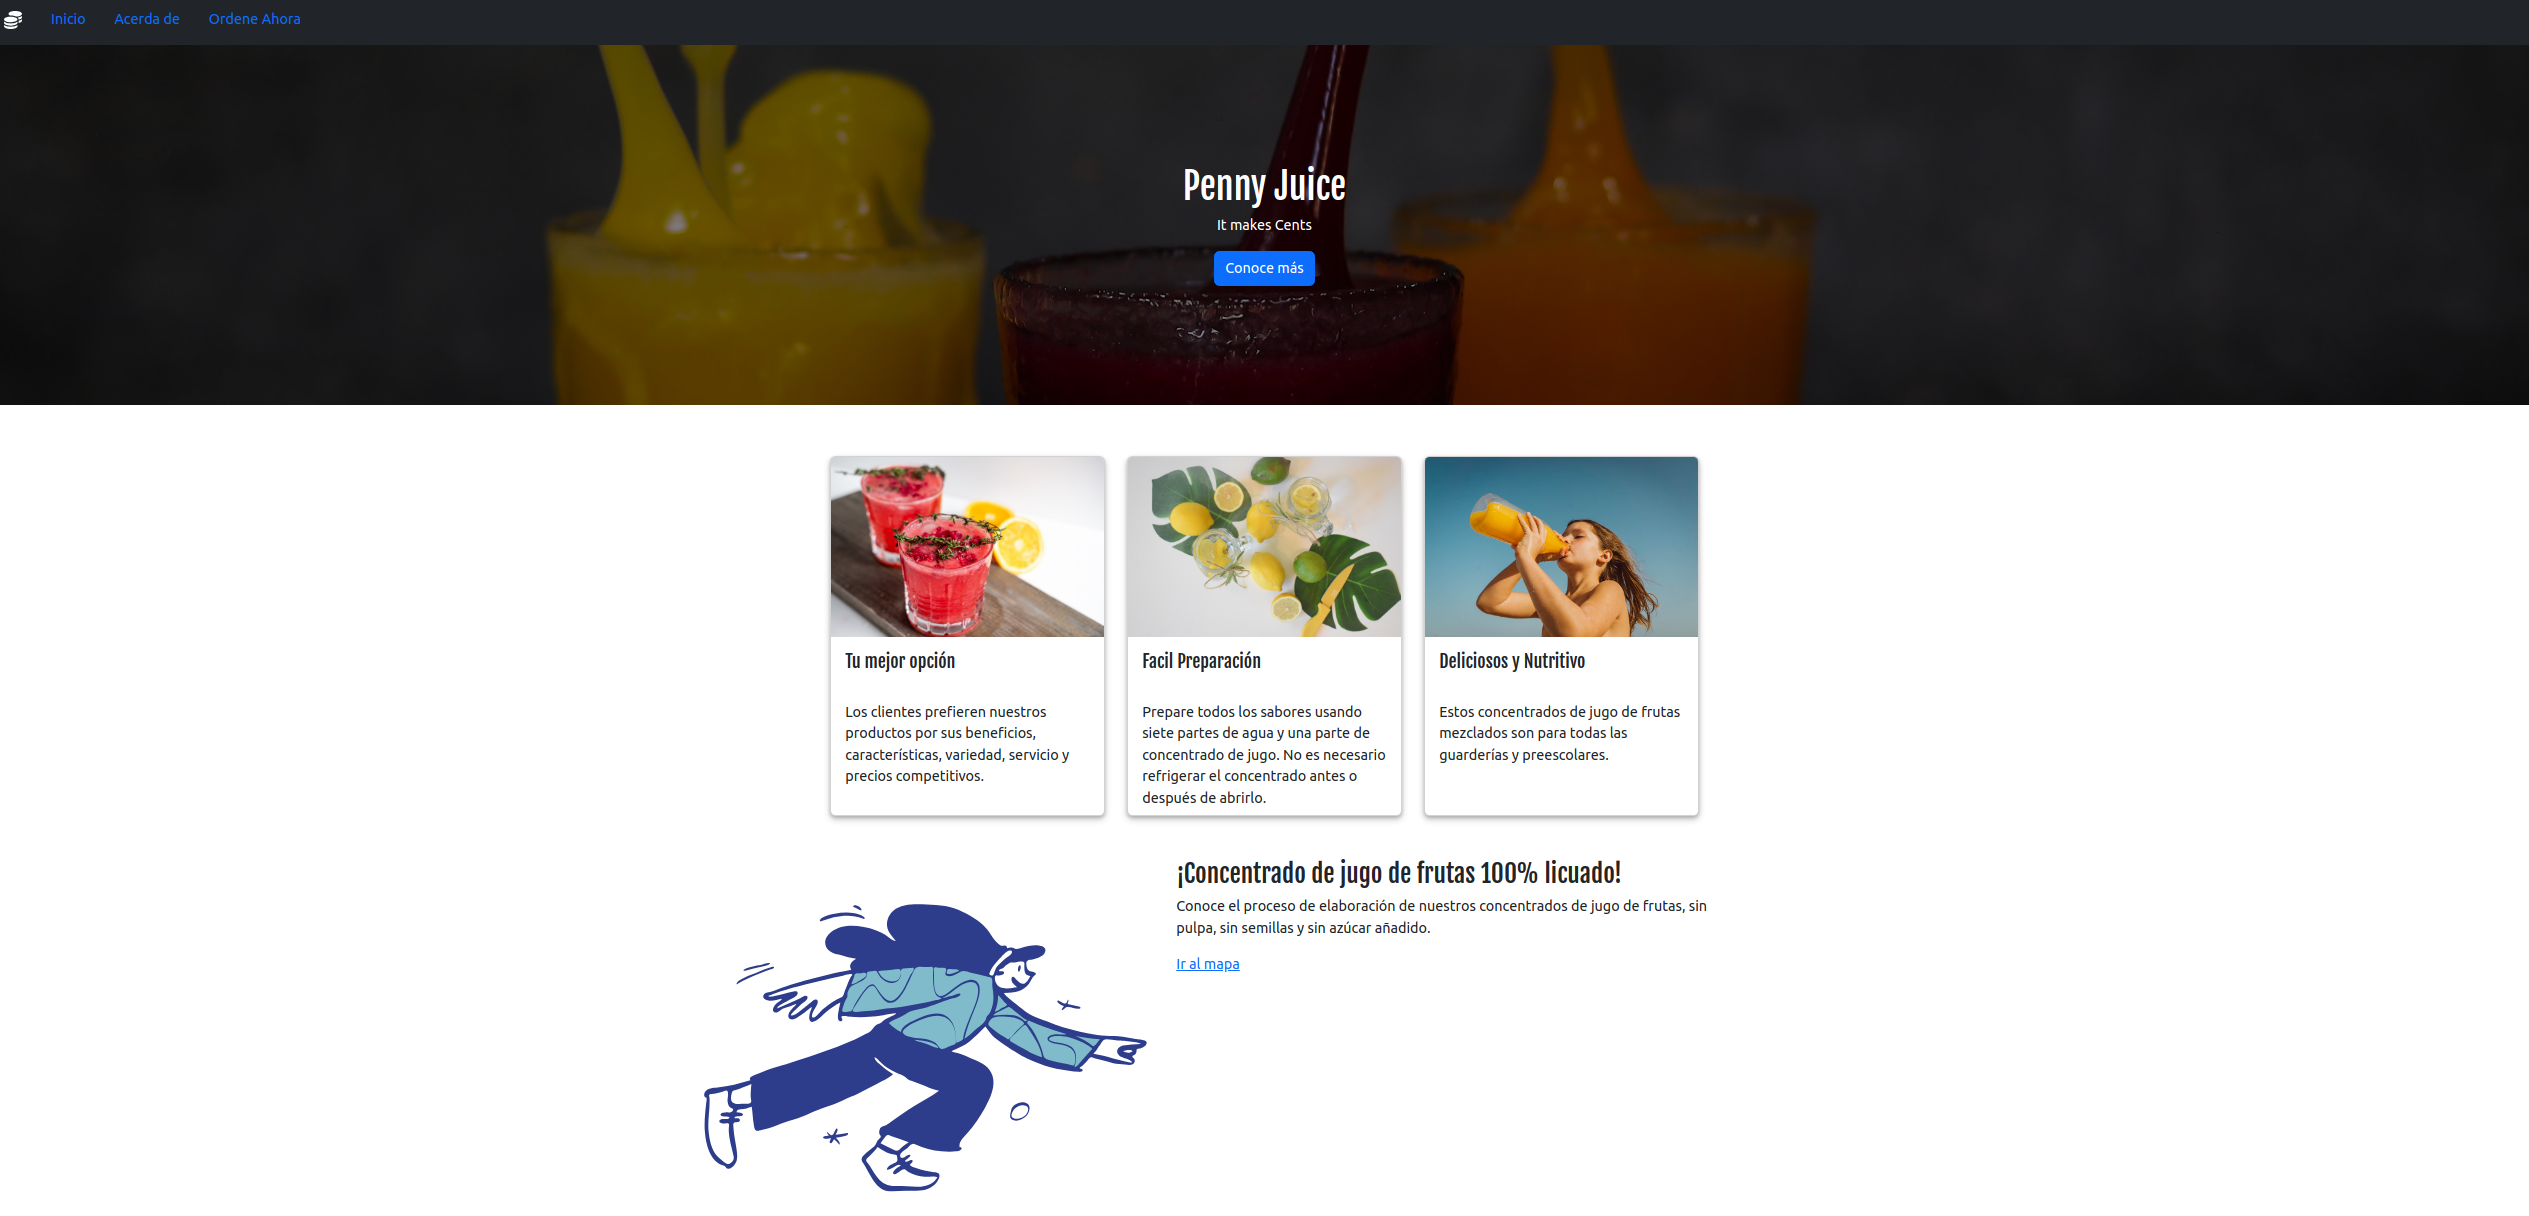 Inicio Acerda de Ordene Ahora
Penny Juice
It makes Cents
Conoce más
Tu mejor opción
Los clientes prefieren nuestros
productos por sus beneficios,
características, variedad, servicio y
precios competitivos.
Facil Preparación
Prepare todos los sabores usando
siete partes de agua y una parte de
concentrado de jugo. No es necesario
refrigerar el concentrado antes o
después de abrirlo.
Deliciosos y Nutritivo
Estos concentrados de jugo de frutas
mezclados son para todas las
guarderías y preescolares.
¡Concentrado de jugo de frutas 100% licuado!
Conoce el proceso de elaboración de nuestros concentrados de jugo de frutas, sin
pulpa, sin semillas y sin azúcar añadido.
Ir al mapa